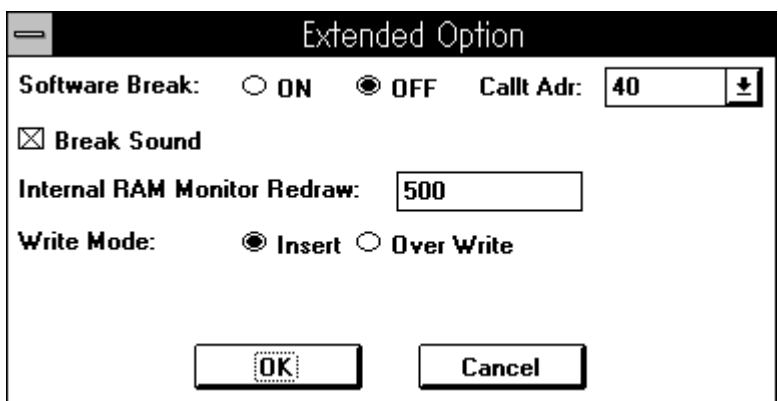 Extended Option
Software Break: ON OFF Callt Adr: 40
Break Sound
Internal RAM Monitor Redraw: 500
Write Mode: Insert Over Write
OK Cancel